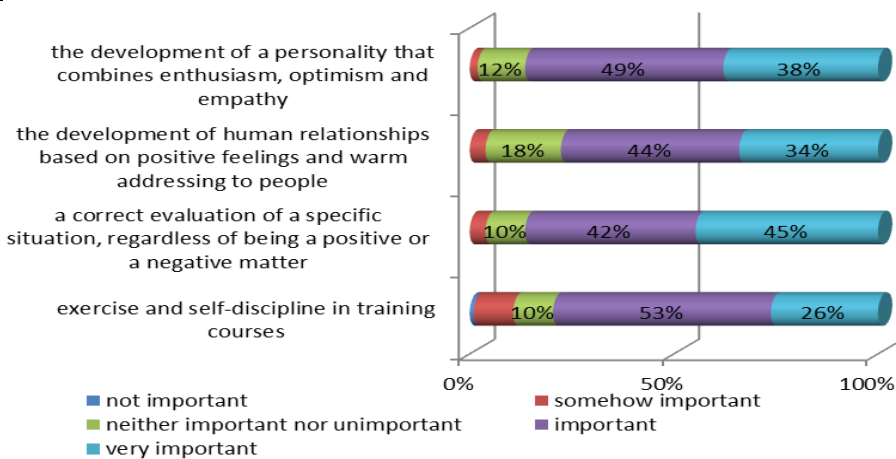 the development of a personality that
combines enthusiasm, optimism and
empathy
12% 49% 38%
the development of human relationships
based on positive feelings and warm
addressing to people
18% 44% 34%
a correct evaluation of a specific
situation, regardless of being a positive or
a negative matter
10% 42% 45%
exercise and self-discipline in training
courses
10% 53% 26%
0% 50% 100%
not important somehow important
neither important nor unimportant important
very important